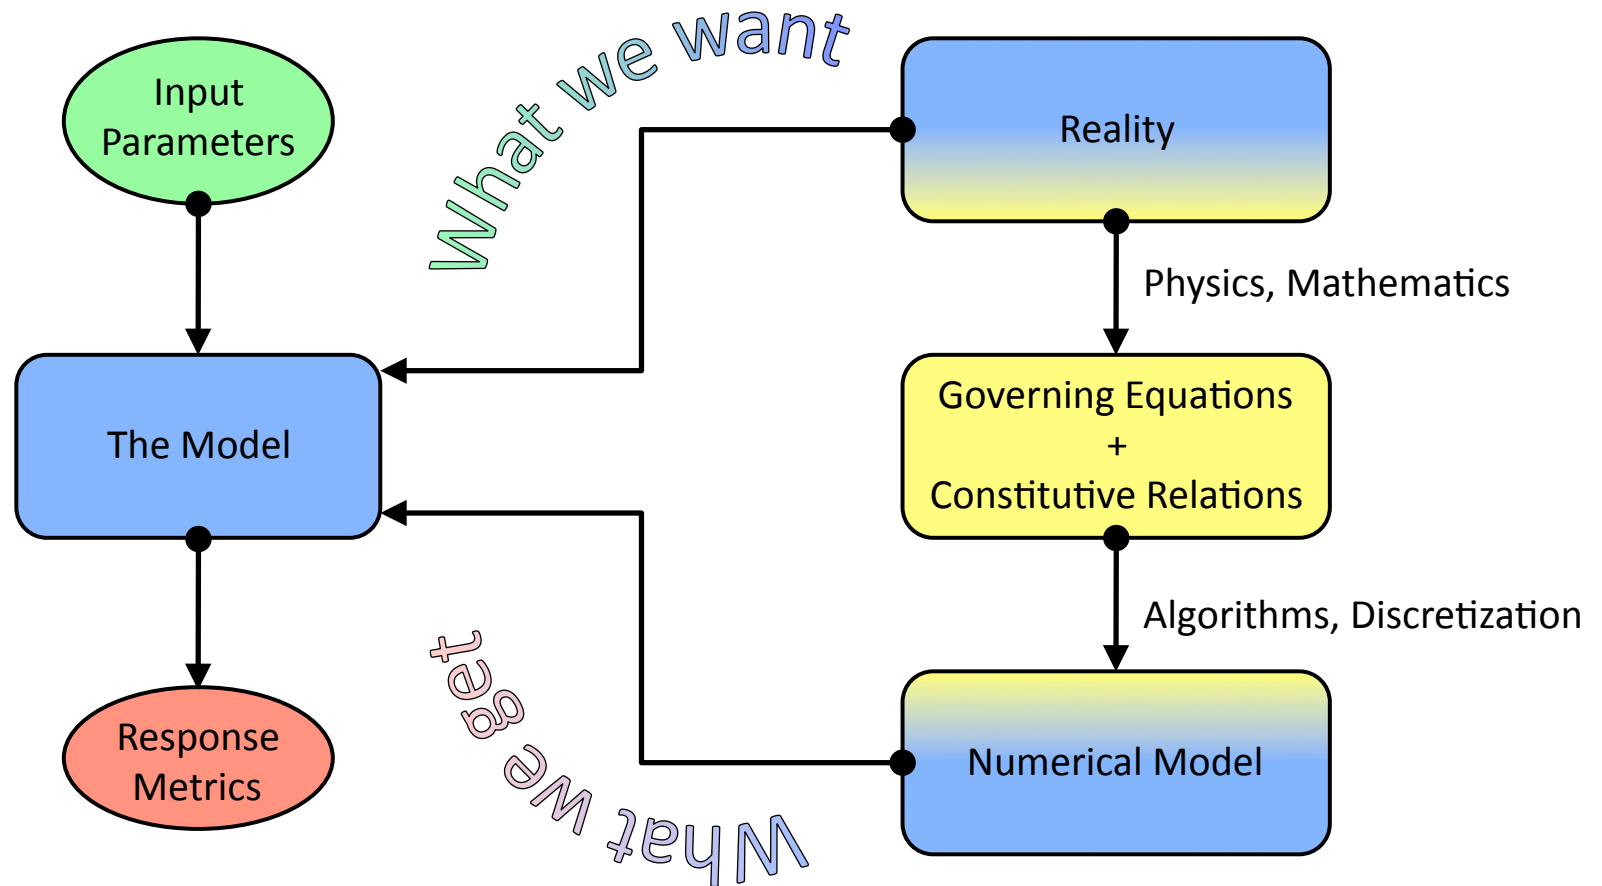 What we want
Input
Parameters
Reality
Physics, Mathematics
The Model
Governing Equations
+
Constitutive Relations
Algorithms, Discretization
What we get
Response
Metrics
Numerical Model